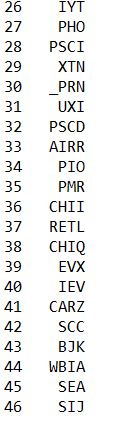 26 IYT
27 PHO
28 PSCI
29 XTN
30 _PRN
31 UXI
32 PSCD
33 AIRR
34 PIO
35 PMR
36 CHII
37 RETL
38 CHIQ
39 EVX
40 IEV
41 CARZ
42 SCC
43 BJK
44 WBIA
45 SEA
46 SIJ